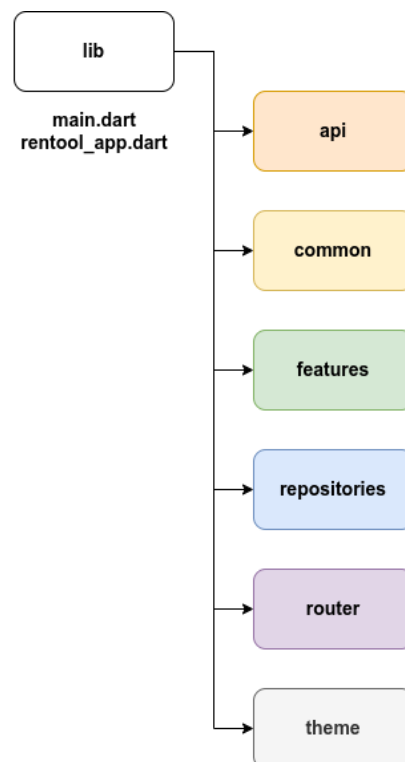 lib
main.dart
rentool_app.dart
api
common
features
repositories
router
theme